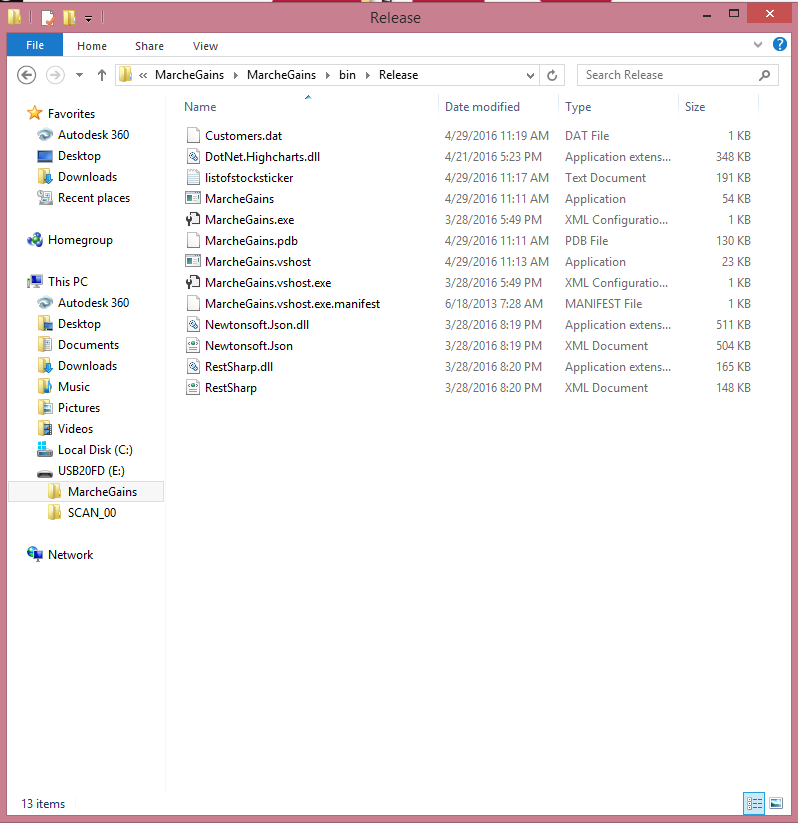 Release
File Home Share View
« MarcheGains MarcheGains bin Release Search Release
Name Date modified Type Size
Favorites
Autodesk 360
Desktop
Downloads
Recent places
Homegroup
This PC
Autodesk 360
Desktop
Documents
Downloads
Music
Pictures
Videos
Local Disk (C:)
USB20FD (E:)
MarcheGains
SCAN_00
Network
Customers.dat 4/29/2016 11:19 AM DAT File 1 KB
DotNet.Highcharts.dll 4/21/2016 5:23 PM Application extens... 348 KB
listofstocksticker 4/29/2016 11:17 AM Text Document 191 KB
MarcheGains 4/29/2016 11:11 AM Application 54 KB
MarcheGains.exe 3/28/2016 5:49 PM XML Configuratio... 1 KB
MarcheGains.pdb 4/29/2016 11:11 AM PDB File 130 KB
MarcheGains.vshost 4/29/2016 11:13 AM Application 23 KB
MarcheGains.vshost.exe 3/28/2016 5:49 PM XML Configuratio... 1 KB
MarcheGains.vshost.exe.manifest 6/18/2013 7:28 AM MANIFEST File 1 KB
Newtonsoft.Json.dll 3/28/2016 8:19 PM Application extens... 511 KB
Newtonsoft.Json 3/28/2016 8:19 PM XML Document 504 KB
RestSharp.dll 3/28/2016 8:20 PM Application extens... 165 KB
RestSharp 3/28/2016 8:20 PM XML Document 148 KB
13 items